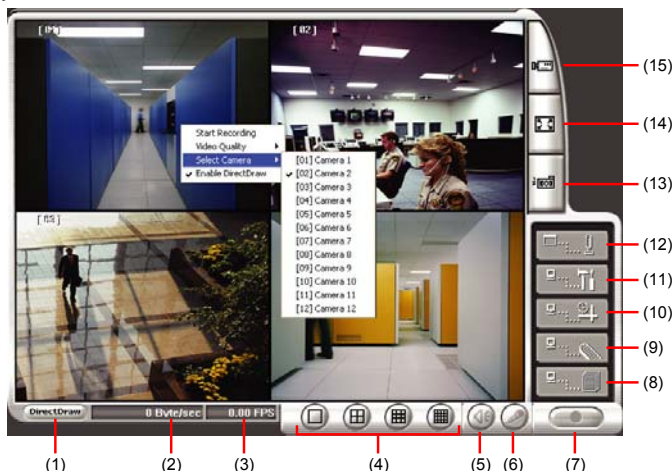 [01]
[02]
(15)
(14)
Start Recording
Video Quality
Select Camera
✓ Enable DirectDraw
[01] Camera 1
✓ [02] Camera 2
[03] Camera 3
[04] Camera 4
[05] Camera 5
[06] Camera 6
[07] Camera 7
[08] Camera 8
[09] Camera 9
[10] Camera 10
[11] Camera 11
[12] Camera 12
(13)
[03]
(12)
(11)
(10)
(9)
(8)
DirectDraw
0 Byte/sec
0.00 FPS
(1)
(2)
(3)
(4)
(5)
(6)
(7)